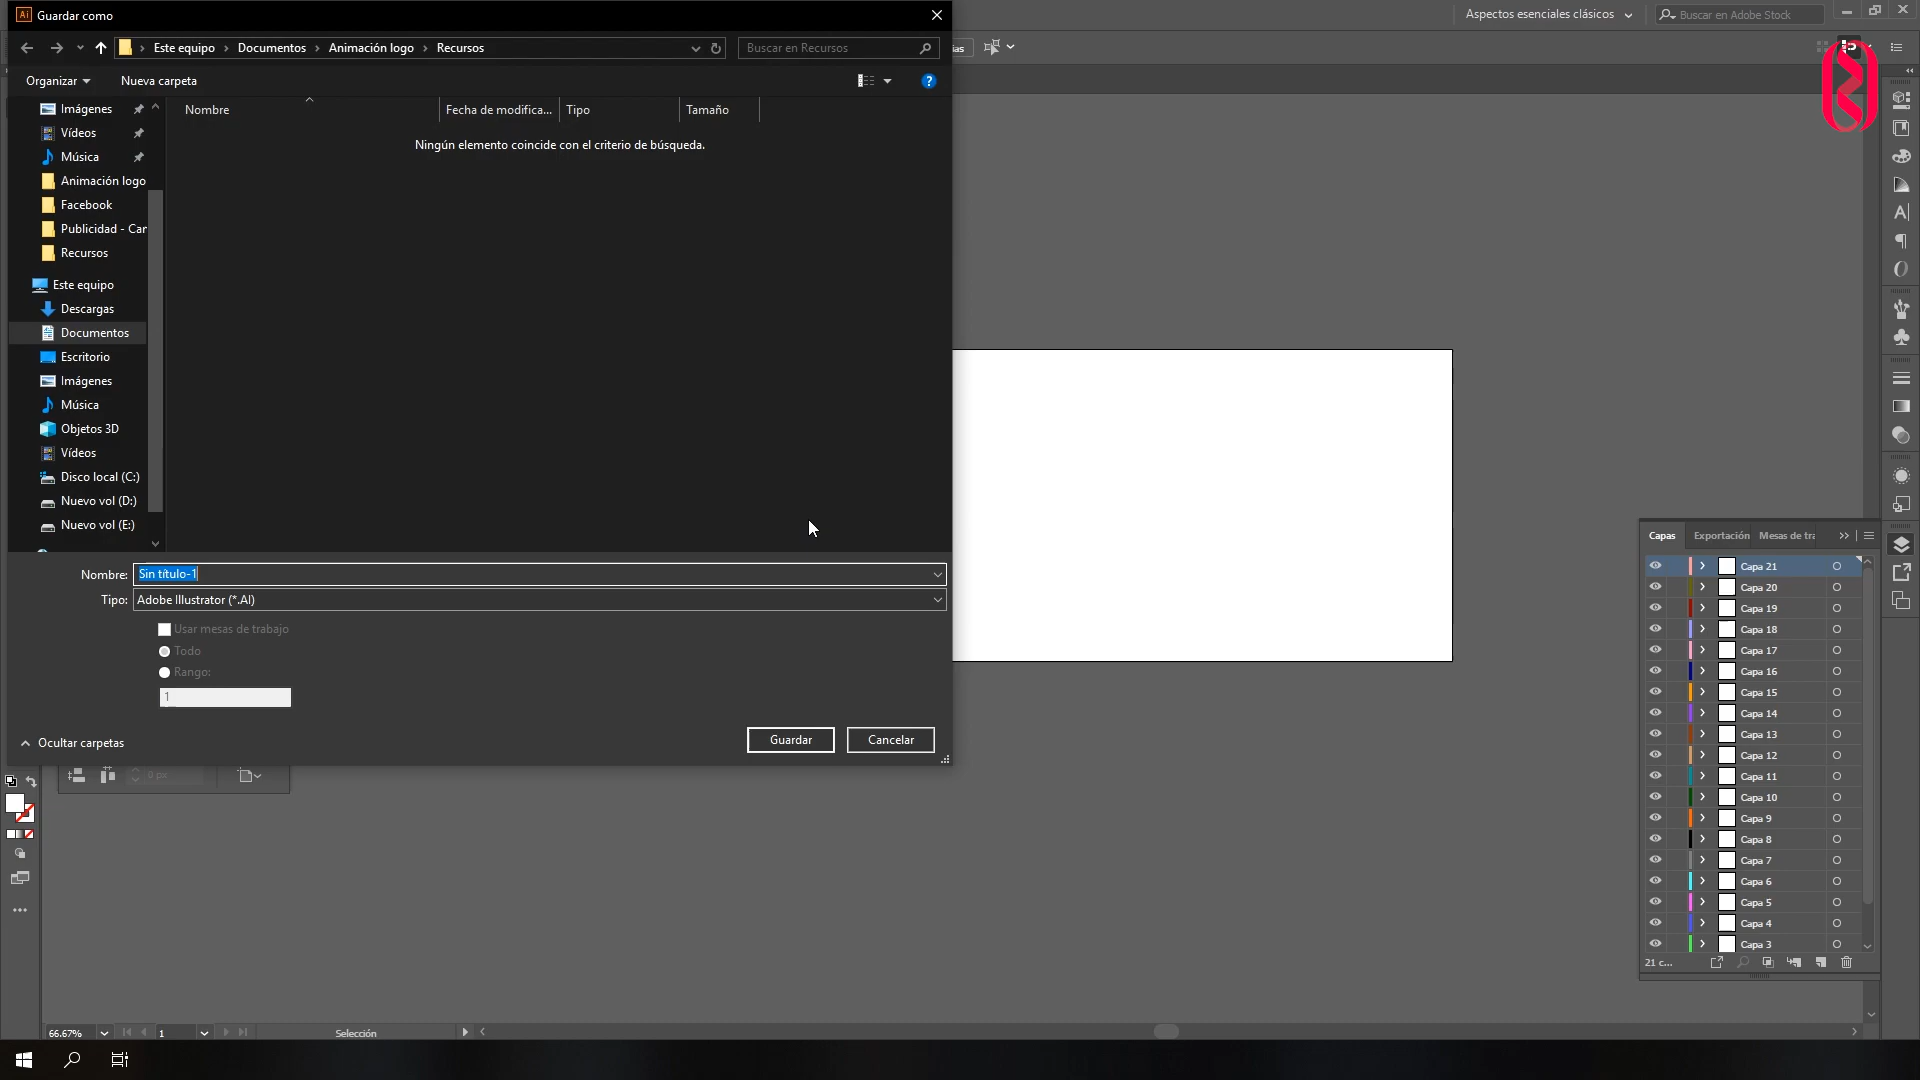 Ai Guardar como
Aspectos esenciales clásicos
Buscar en Adobe Stock
Este equipo > Documentos > Animación logo > Recursos
Buscar en Recursos
ias
Organizar
Nueva carpeta
?
Nombre
Fecha de modifica...
Tipo
Tamaño
Ningún elemento coincide con el criterio de búsqueda.
Imágenes
Vídeos
Música
Animación logo
Facebook
Publicidad - Car
Recursos
Este equipo
Descargas
Documentos
Escritorio
Imágenes
Música
Objetos 3D
Vídeos
Disco local (C:)
Nuevo vol (D:)
Nuevo vol (E:)
Nombre: Sin título-1
Tipo: Adobe Illustrator (*.AI)
Usar mesas de trabajo
Todo
Rango:
1
Ocultar carpetas
Guardar
Cancelar
0 px
Capas
Exportación
Mesas de tra
Capa 21
Capa 20
Capa 19
Capa 18
Capa 17
Capa 16
Capa 15
Capa 14
Capa 13
Capa 12
Capa 11
Capa 10
Capa 9
Capa 8
Capa 7
Capa 6
Capa 5
Capa 4
Capa 3
21 c...
66.67%
1
Selección